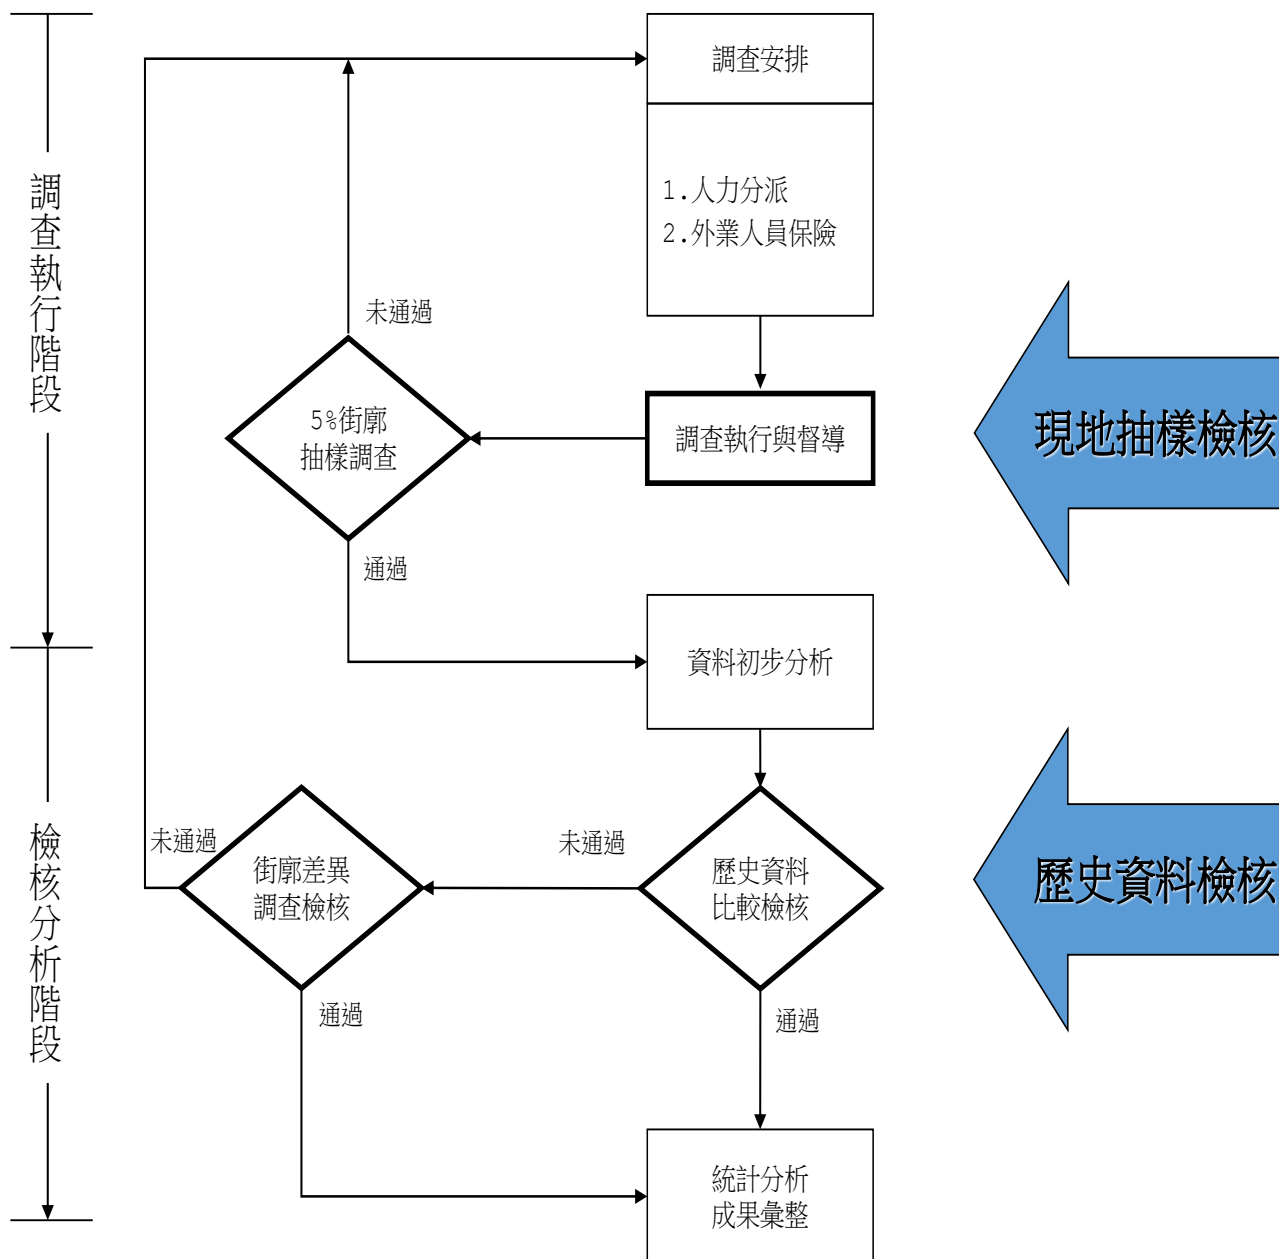 調查安排
1.人力分派
2.外業人員保險
調查執行階段
未通過
5%街廓
抽樣調查
調查執行與督導
現地抽樣檢核
通過
資料初步分析
檢核分析階段
未通過
未通過
街廓差異
調查檢核
歷史資料
比較檢核
歷史資料檢核
通過
通過
統計分析
成果彙整